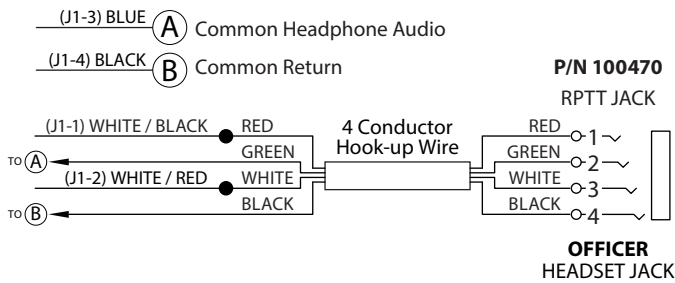 (J1-3) BLUE A Common Headphone Audio
(J1-4) BLACK B Common Return
P/N 100470
RPTT JACK
(J1-1) WHITE / BLACK RED 4 Conductor RED 1
TO A GREEN Hook-up Wire GREEN 2
(J1-2) WHITE / RED WHITE WHITE 3
TO B BLACK BLACK 4
OFFICER
HEADSET JACK